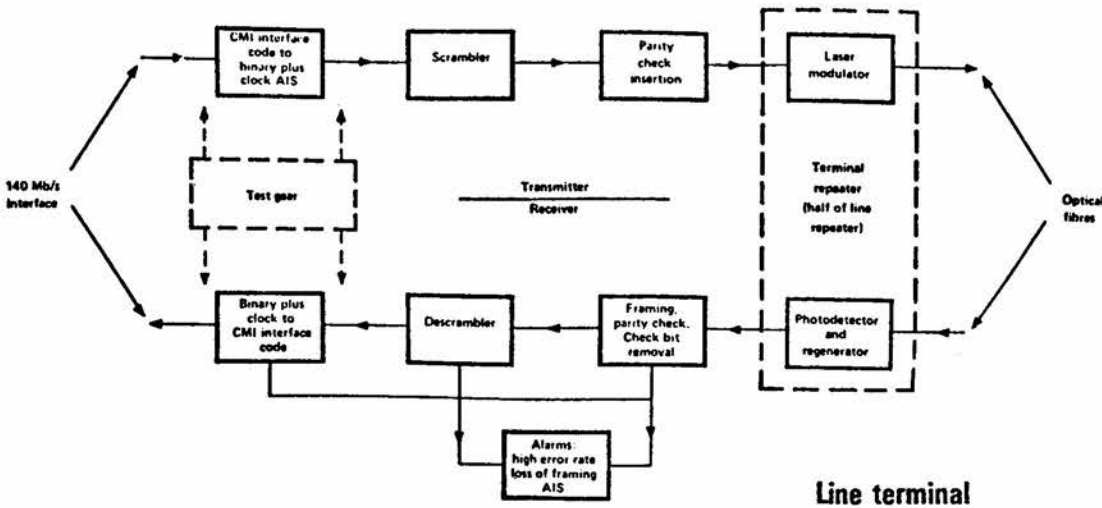 CMI interface
code to
binary plus
clock AIS
Scrambler
Parity
check
insertion
Laser
modulator
140 Mb/s
Interface
Test gear
Transmitter
Receiver
Terminal
repeater
(half of line
repeater)
Optical
fibres
Binary plus
clock to
CMI interface
code
Descrambler
Framing,
parity check,
Check bit
removal
Photodetector
and
regenerator
Alarms:
high error rate
loss of framing
AIS
Line terminal